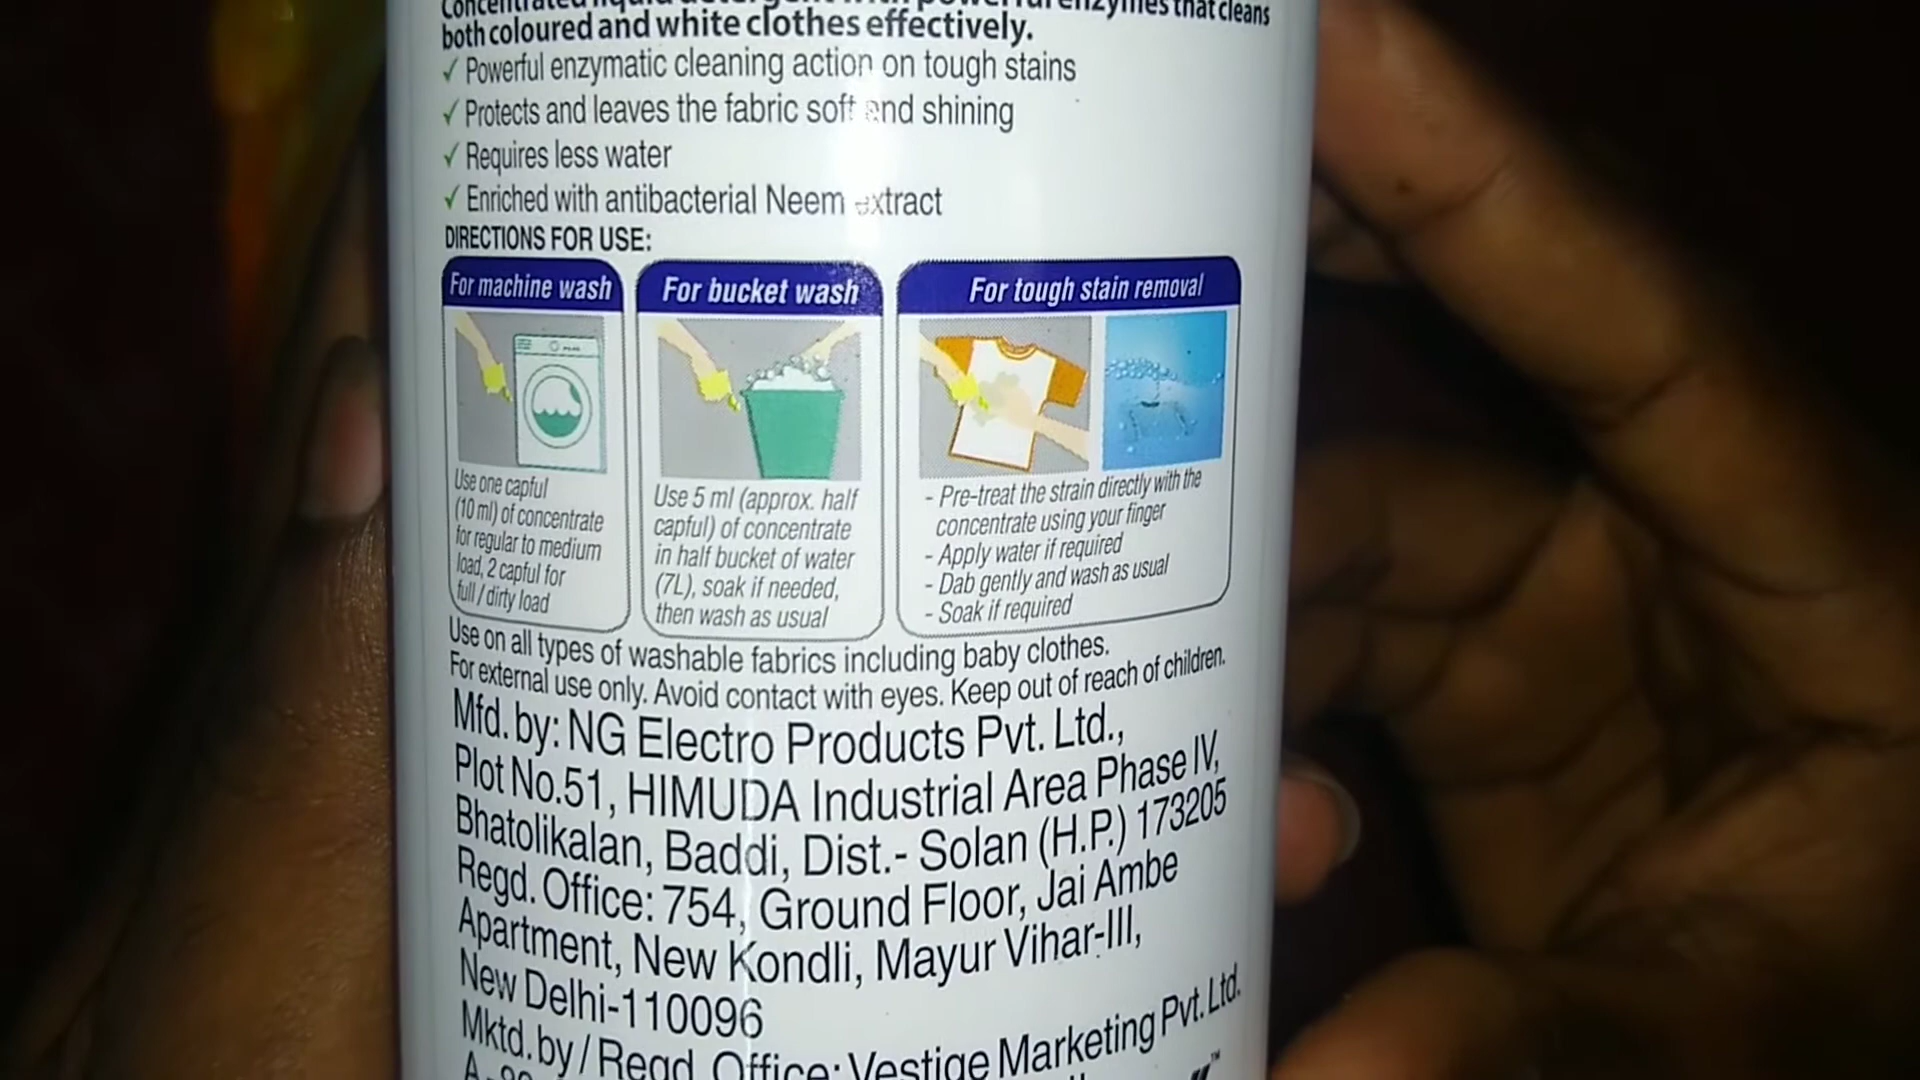 Concentrated liquid detergent with powerful enzymes that cleans
both coloured and white clothes effectively.
✓ Powerful enzymatic cleaning action on tough stains
✓ Protects and leaves the fabric soft and shining
✓ Requires less water
✓ Enriched with antibacterial Neem extract
DIRECTIONS FOR USE:
For machine wash
Use one capful
(10 ml) of concentrate
for regular to medium
load, 2 capful for
full / dirty load
For bucket wash
Use 5 ml (approx. half
capful) of concentrate
in half bucket of water
(7L), soak if needed,
then wash as usual
For tough stain removal
- Pre-treat the strain directly with the
concentrate using your finger
- Apply water if required
- Dab gently and wash as usual
- Soak if required
Use on all types of washable fabrics including baby clothes.
For external use only. Avoid contact with eyes. Keep out of reach of children.
Mfd. by: NG Electro Products Pvt. Ltd.,
Plot No.51, HIMUDA Industrial Area Phase IV,
Bhatolikalan, Baddi, Dist.- Solan (H.P.) 173205
Regd. Office: 754, Ground Floor, Jai Ambe
Apartment, New Kondli, Mayur Vihar-III,
New Delhi-110096
Mktd. by / Regd. Office: Vestige Marketing Pvt. Ltd.